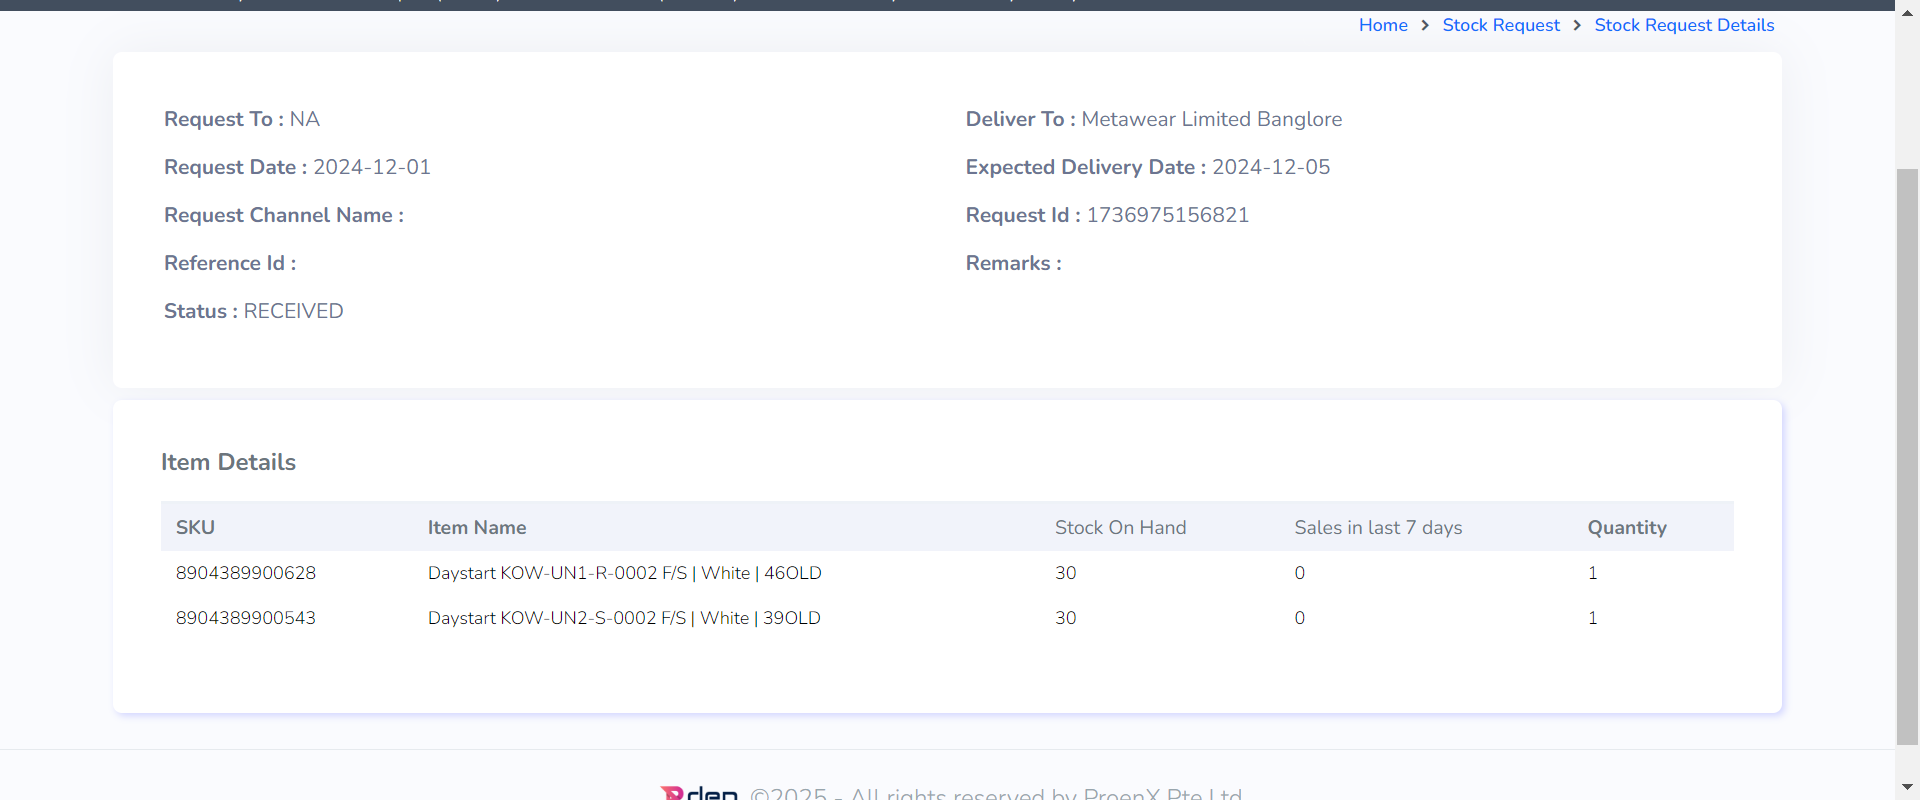 Home > Stock Request > Stock Request Details
Request To : NA
Deliver To : Metawear Limited Banglore
Request Date : 2024-12-01
Expected Delivery Date : 2024-12-05
Request Channel Name :
Request Id : 1736975156821
Reference Id :
Remarks :
Status : RECEIVED
Item Details
SKU Item Name Stock On Hand Sales in last 7 days Quantity
8904389900628 Daystart KOW-UN1-R-0002 F/S | White | 46OLD 30 0 1
8904389900543 Daystart KOW-UN2-S-0002 F/S | White | 39OLD 30 0 1
©2025 - All rights reserved by ProenX Pte Ltd